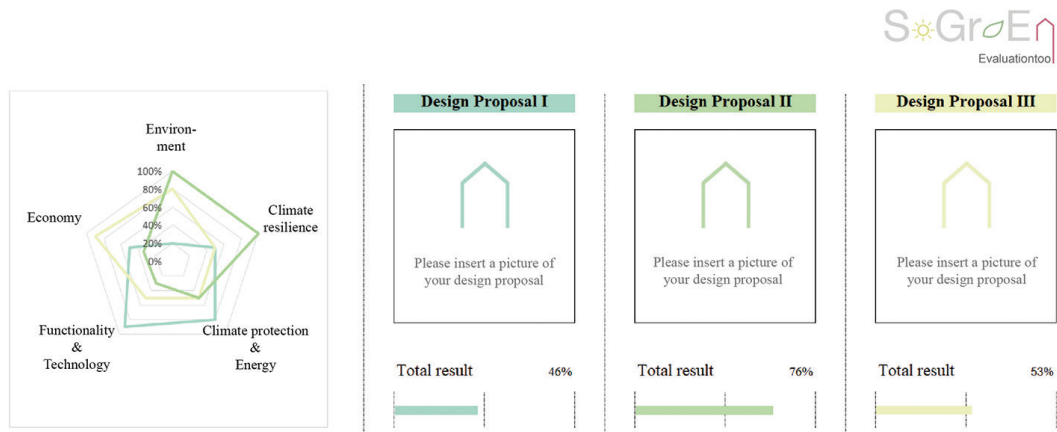 SoGrEn
Evaluationtool
Environ-
ment
100%
80%
60%
40%
20%
0%
Economy
Climate
resilience
Functionality
&
Technology
Climate protection
&
Energy
Design Proposal I
Please insert a picture of
your design proposal
Total result 46%
Design Proposal II
Please insert a picture of
your design proposal
Total result 76%
Design Proposal III
Please insert a picture of
your design proposal
Total result 53%